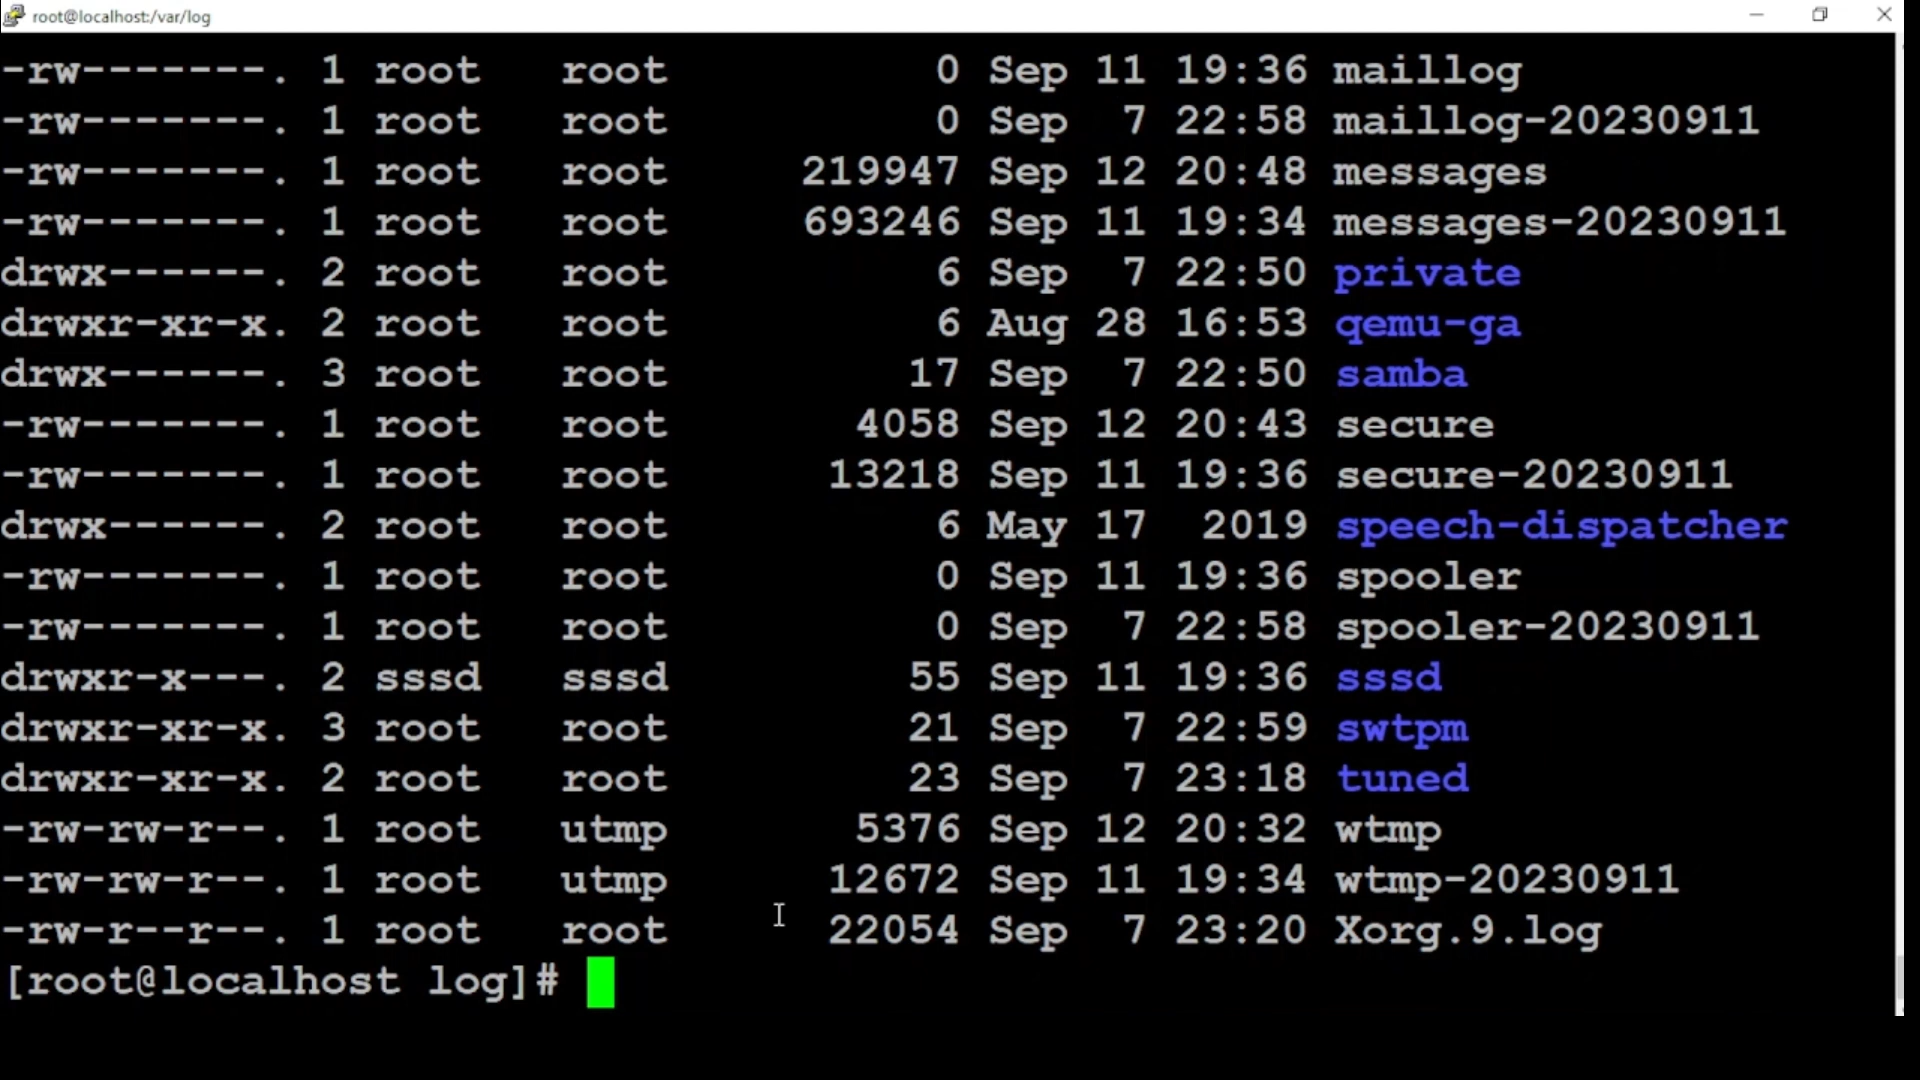 root@localhost:/var/log
-rw-------. 1 root   root         0 Sep 11 19:36 maillog
-rw-------. 1 root   root         0 Sep  7 22:58 maillog-20230911
-rw-------. 1 root   root    219947 Sep 12 20:48 messages
-rw-------. 1 root   root    693246 Sep 11 19:34 messages-20230911
drwx------. 2 root   root         6 Sep  7 22:50 private
drwxr-xr-x. 2 root   root         6 Aug 28 16:53 qemu-ga
drwx------. 3 root   root        17 Sep  7 22:50 samba
-rw-------. 1 root   root      4058 Sep 12 20:43 secure
-rw-------. 1 root   root     13218 Sep 11 19:36 secure-20230911
drwx------. 2 root   root         6 May 17  2019 speech-dispatcher
-rw-------. 1 root   root         0 Sep 11 19:36 spooler
-rw-------. 1 root   root         0 Sep  7 22:58 spooler-20230911
drwxr-x---. 2 sssd   sssd        55 Sep 11 19:36 sssd
drwxr-xr-x. 3 root   root        21 Sep  7 22:59 swtpm
drwxr-xr-x. 2 root   root        23 Sep  7 23:18 tuned
-rw-rw-r--. 1 root   utmp      5376 Sep 12 20:32 wtmp
-rw-rw-r--. 1 root   utmp     12672 Sep 11 19:34 wtmp-20230911
-rw-r--r--. 1 root   root     22054 Sep  7 23:20 Xorg.9.log
[root@localhost log]#